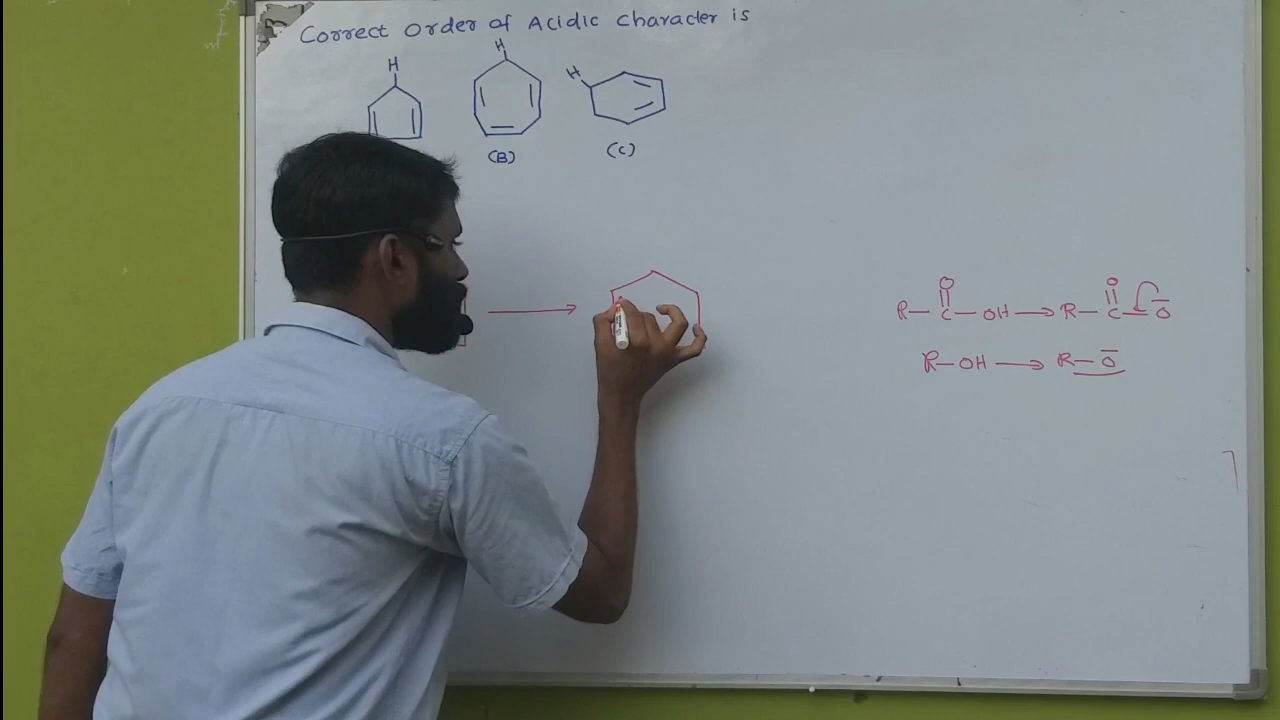 Correct Order of Acidic Character is
H
H
H
(B)
(C)
O
O
R-C-OH→R-C-Ō
R-OH→R-Ō